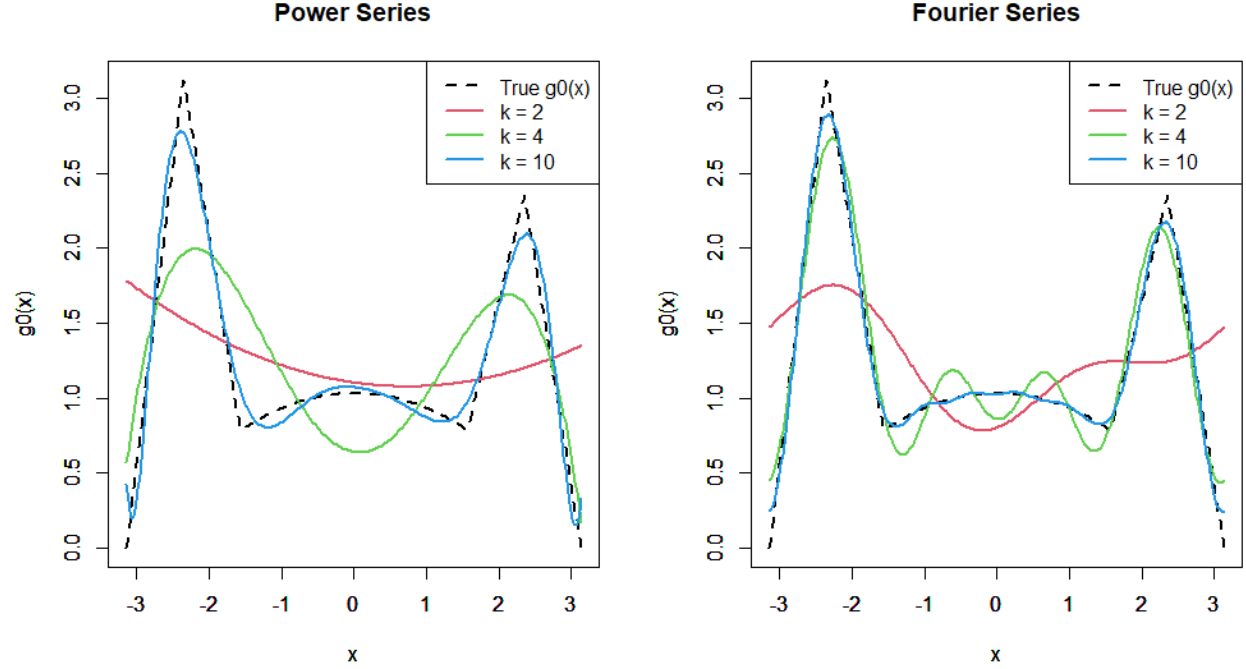 Power Series
True g0(x)
k = 2
k = 4
k = 10
g0(x)
3.0
2.5
2.0
1.5
1.0
0.5
0.0
-3 -2 -1 0 1 2 3
x
Fourier Series
True g0(x)
k = 2
k = 4
k = 10
g0(x)
3.0
2.5
2.0
1.5
1.0
0.5
0.0
-3 -2 -1 0 1 2 3
x